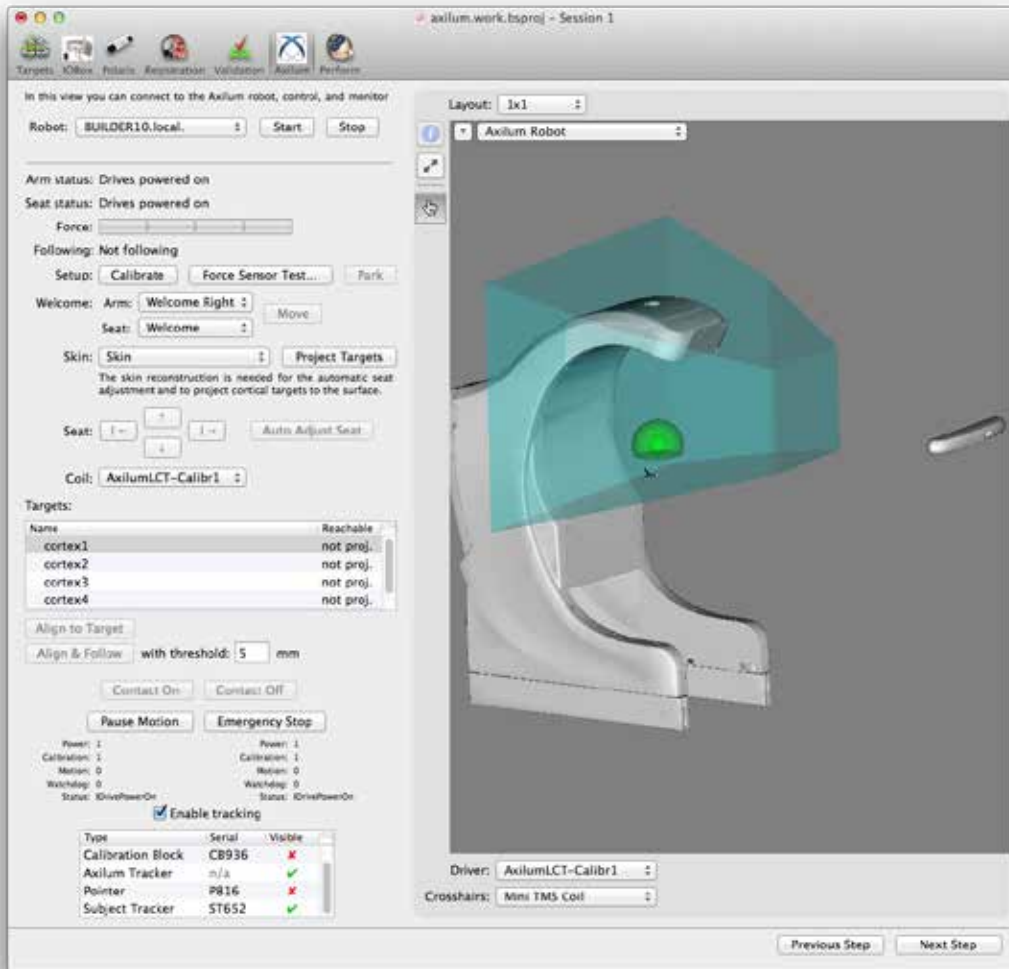 axilum.work.bsproj - Session 1
Targets IOBox Polaris Registration Validation Axilum Perform
In this view you can connect to the Axilum robot, control, and monitor
Robot: BUILDER10.local. Start Stop
Arm status: Drives powered on
Seat status: Drives powered on
Force:
Following: Not following
Setup: Calibrate Force Sensor Test... Park
Welcome: Arm: Welcome Right Move
Seat: Welcome
Skin: Skin Project Targets
The skin reconstruction is needed for the automatic seat
adjustment and to project cortical targets to the surface.
Seat: Auto Adjust Seat
Coil: AxilumLCT-Calibr1
Targets:
Name Reachable
cortex1 not proj.
cortex2 not proj.
cortex3 not proj.
cortex4 not proj.
Align to Target
Align & Follow with threshold: 5 mm
Contact On Contact Off
Pause Motion Emergency Stop
Power: 1 Power: 1
Calibration: 1 Calibration: 1
Motion: 0 Motion: 0
Watchdog: 0 Watchdog: 0
Status: IDrivePowerOn Status: IDrivePowerOn
Enable tracking
Type Serial Visible
Calibration Block CB936
Axilum Tracker n/a
Pointer P816
Subject Tracker ST652
Layout: 1x1
Axilum Robot
Driver: AxilumLCT-Calibr1
Crosshairs: Mini TMS Coil
Previous Step Next Step